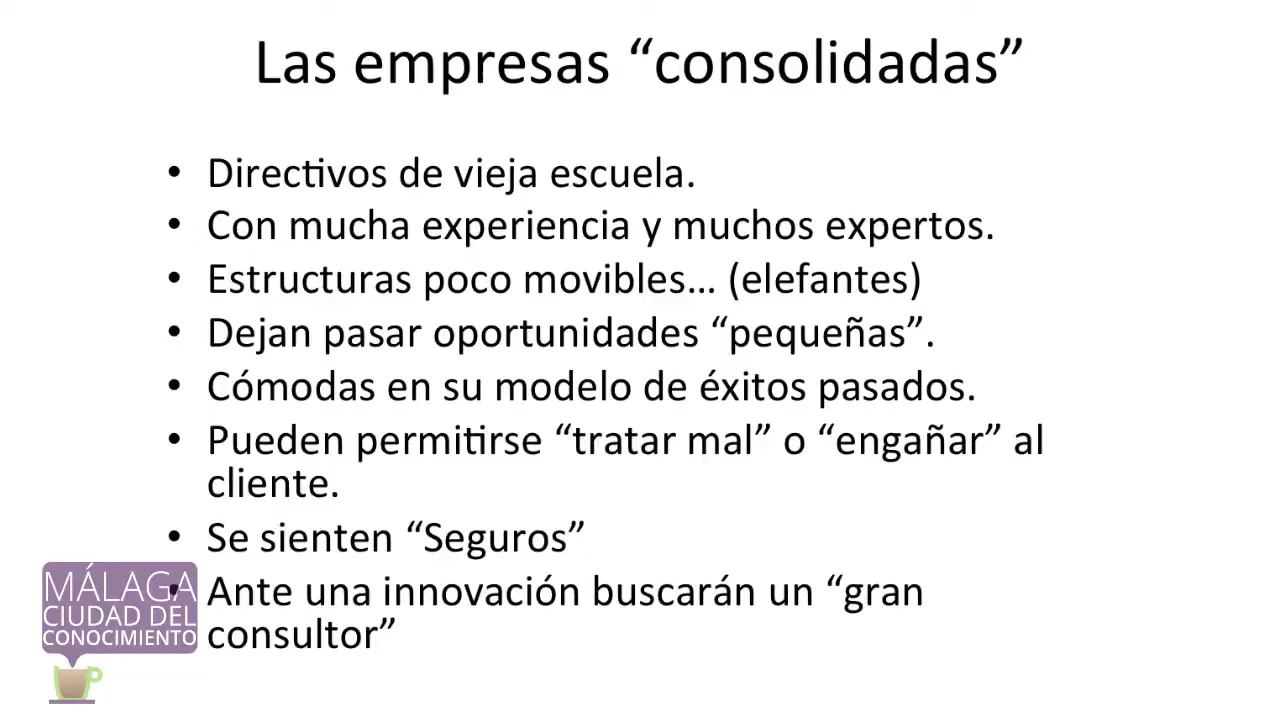 Las empresas “consolidadas”
• Directivos de vieja escuela.
• Con mucha experiencia y muchos expertos.
• Estructuras poco movibles… (elefantes)
• Dejan pasar oportunidades “pequeñas”.
• Cómodas en su modelo de éxitos pasados.
• Pueden permitirse “tratar mal” o “engañar” al
cliente.
• Se sienten “Seguros”
• Ante una innovación buscarán un “gran
consultor”
MÁLAGA
CIUDAD DEL
CONOCIMIENTO